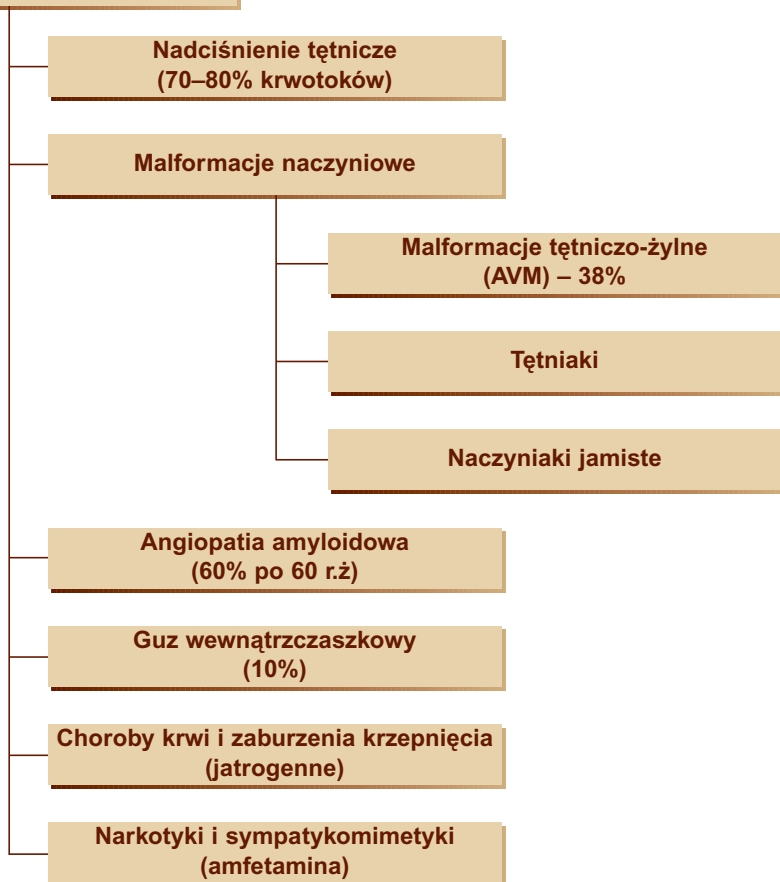 Nadciśnienie tętnicze
(70–80% krwotoków)
Malformacje naczyniowe
Malformacje tętniczo-żylne
(AVM) – 38%
Tętniaki
Naczyniaki jamiste
Angiopatia amyloidowa
(60% po 60 r.ż)
Guz wewnątrzczaszkowy
(10%)
Choroby krwi i zaburzenia krzepnięcia
(jatrogenne)
Narkotyki i sympatykomimetyki
(amfetamina)